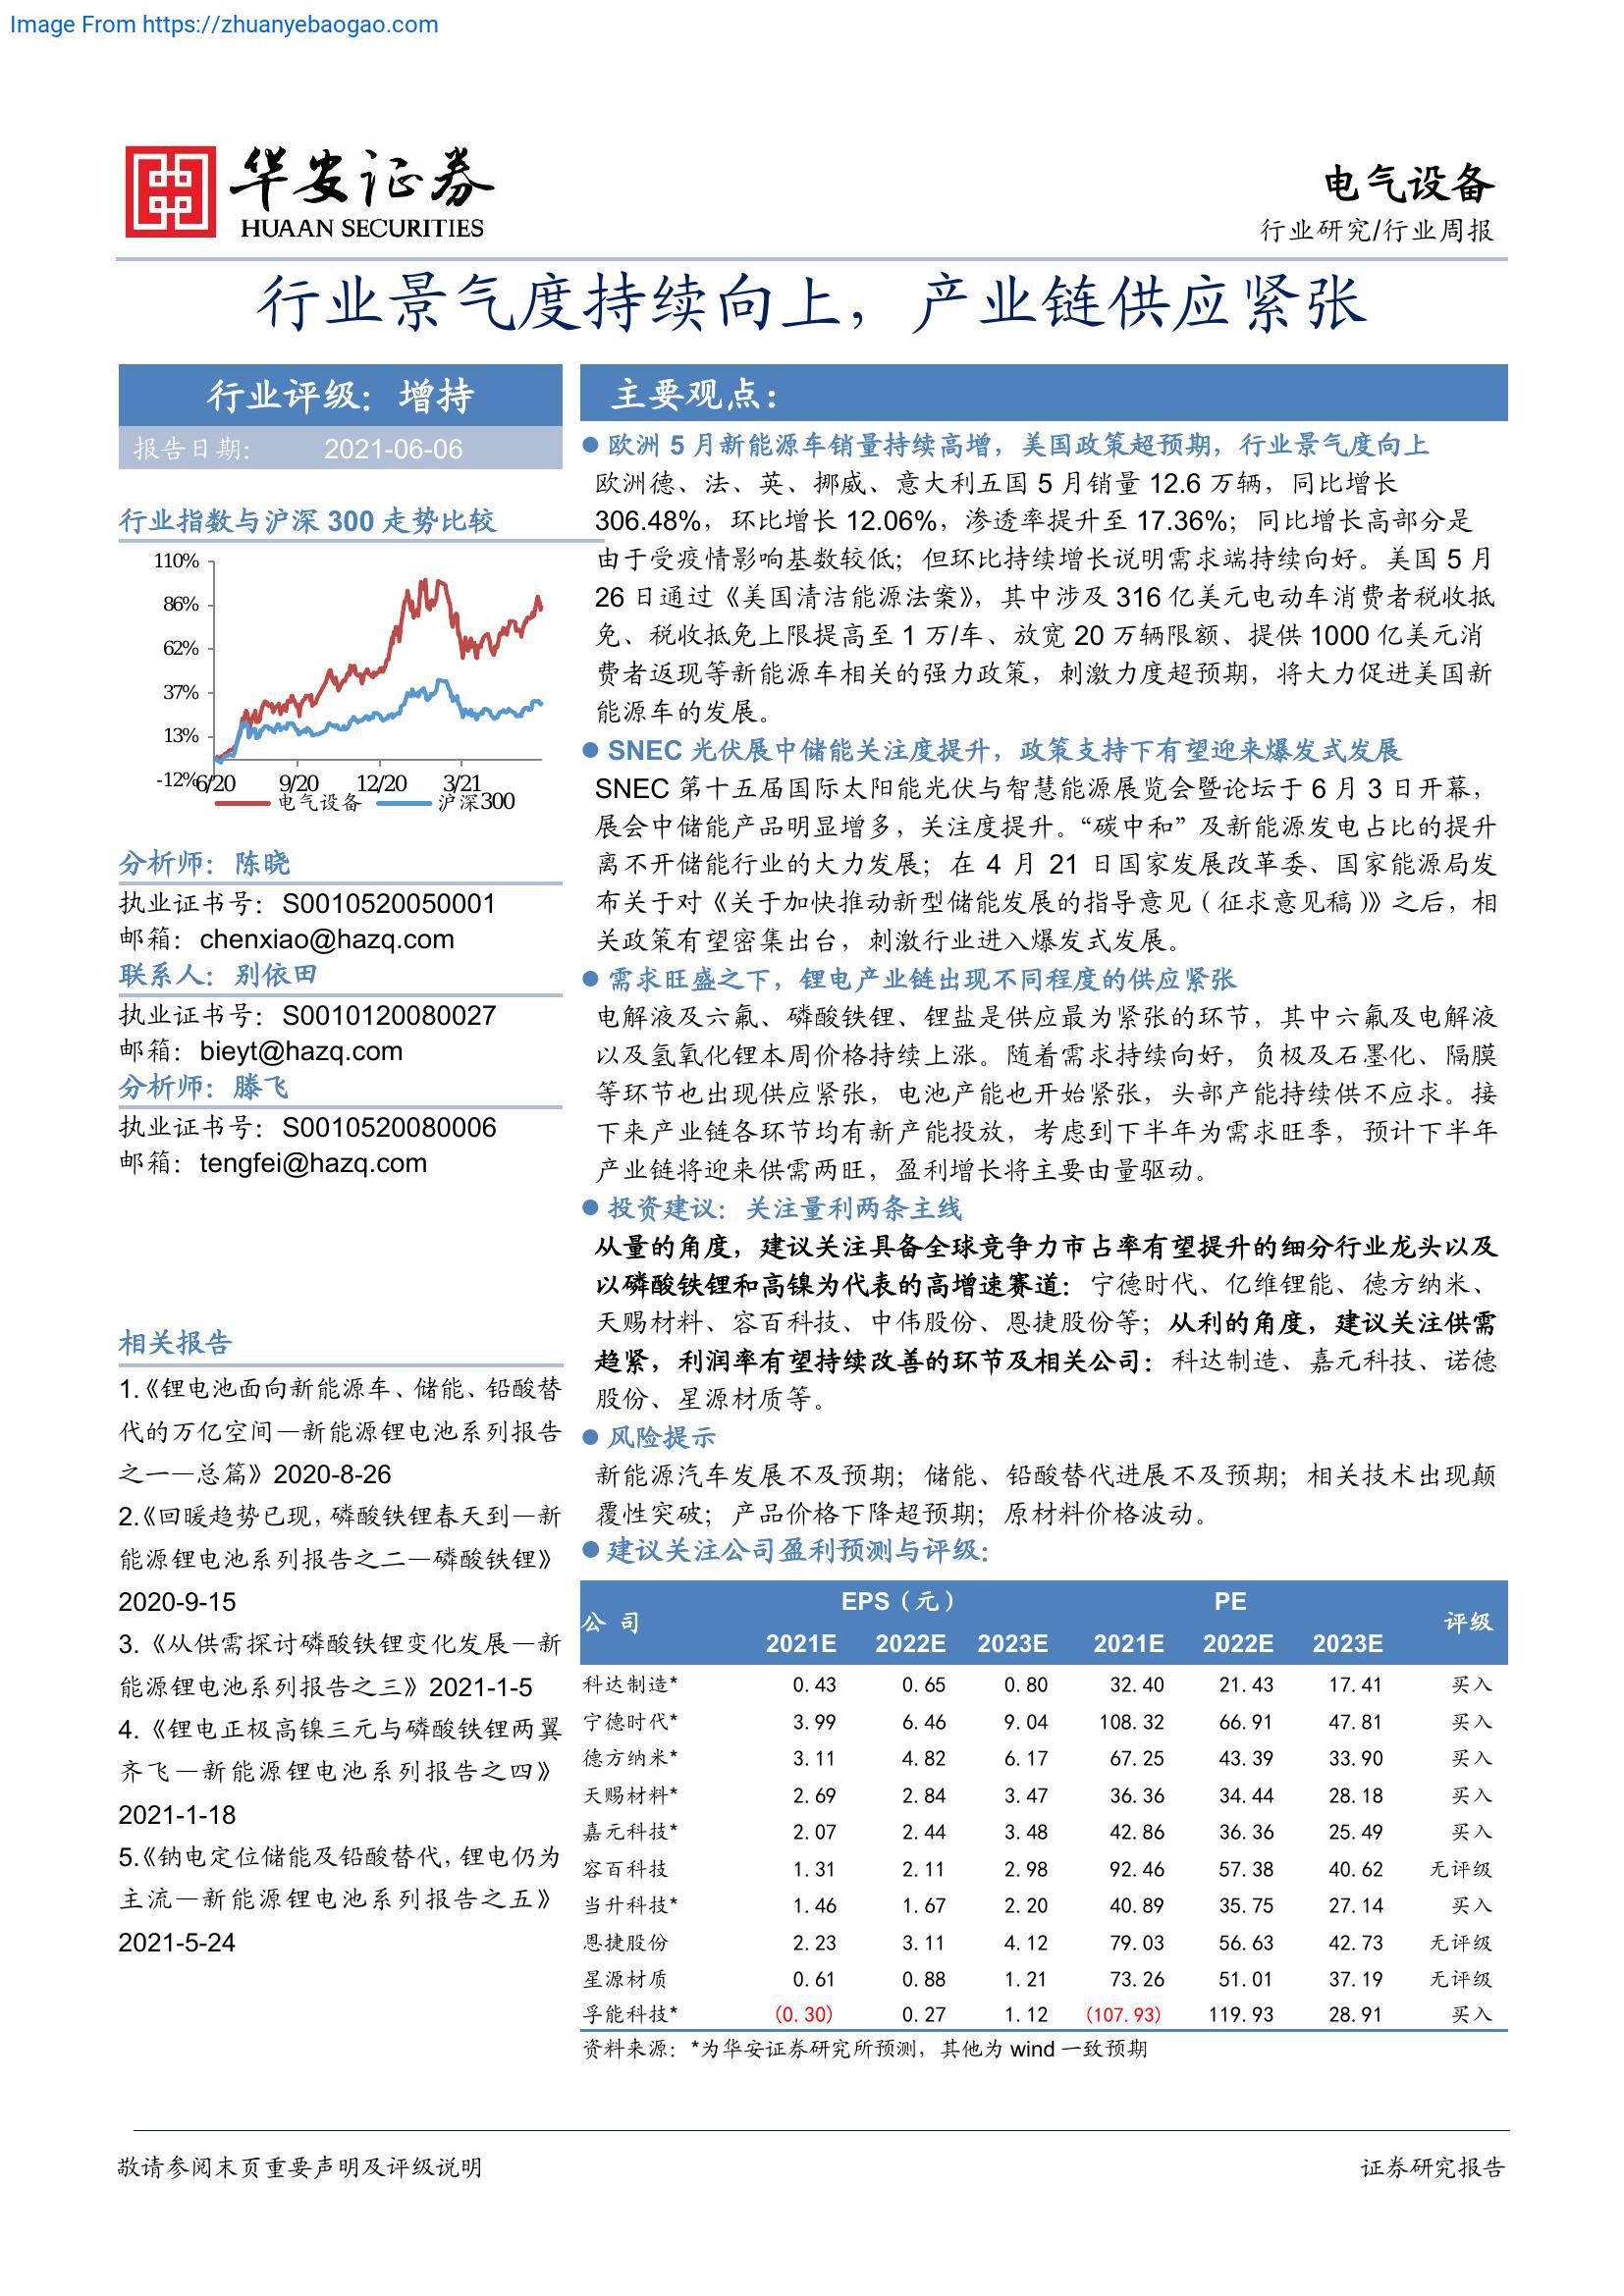 Image From https://zhuanyebaogao.com
华安证券
HUAAN SECURITIES
电气设备
行业研究/行业周报
行业景气度持续向上，产业链供应紧张
行业评级：增持
报告日期： 2021-06-06
行业指数与沪深 300 走势比较
110%
86%
62%
37%
13%
-12%
6/20 9/20 12/20 3/21
电气设备 沪深300
分析师：陈晓
执业证书号：S0010520050001
邮箱：chenxiao@hazq.com
联系人：别依田
执业证书号：S0010120080027
邮箱：bieyt@hazq.com
分析师：滕飞
执业证书号：S0010520080006
邮箱：tengfei@hazq.com
相关报告
1.《锂电池面向新能源车、储能、铅酸替
代的万亿空间—新能源锂电池系列报告
之一—总篇》2020-8-26
2.《回暖趋势已现，磷酸铁锂春天到—新
能源锂电池系列报告之二—磷酸铁锂》
2020-9-15
3.《从供需探讨磷酸铁锂变化发展—新
能源锂电池系列报告之三》2021-1-5
4.《锂电正极高镍三元与磷酸铁锂两翼
齐飞—新能源锂电池系列报告之四》
2021-1-18
5.《钠电定位储能及铅酸替代，锂电仍为
主流—新能源锂电池系列报告之五》
2021-5-24
主要观点：
● 欧洲 5 月新能源车销量持续高增，美国政策超预期，行业景气度向上
欧洲德、法、英、挪威、意大利五国 5 月销量 12.6 万辆，同比增长
306.48%，环比增长 12.06%，渗透率提升至 17.36%；同比增长高部分是
由于受疫情影响基数较低；但环比持续增长说明需求端持续向好。美国 5 月
26 日通过《美国清洁能源法案》，其中涉及 316 亿美元电动车消费者税收抵
免、税收抵免上限提高至 1 万/车、放宽 20 万辆限额、提供 1000 亿美元消
费者返现等新能源车相关的强力政策，刺激力度超预期，将大力促进美国新
能源车的发展。
● SNEC 光伏展中储能关注度提升，政策支持下有望迎来爆发式发展
SNEC 第十五届国际太阳能光伏与智慧能源展览会暨论坛于 6 月 3 日开幕，
展会中储能产品明显增多，关注度提升。“碳中和”及新能源发电占比的提升
离不开储能行业的大力发展；在 4 月 21 日国家发展改革委、国家能源局发
布关于对《关于加快推动新型储能发展的指导意见（征求意见稿）》之后，相
关政策有望密集出台，刺激行业进入爆发式发展。
● 需求旺盛之下，锂电产业链出现不同程度的供应紧张
电解液及六氟、磷酸铁锂、锂盐是供应最为紧张的环节，其中六氟及电解液
以及氢氧化锂本周价格持续上涨。随着需求持续向好，负极及石墨化、隔膜
等环节也出现供应紧张，电池产能也开始紧张，头部产能持续供不应求。接
下来产业链各环节均有新产能投放，考虑到下半年为需求旺季，预计下半年
产业链将迎来供需两旺，盈利增长将主要由量驱动。
● 投资建议：关注量利两条主线
从量的角度，建议关注具备全球竞争力市占率有望提升的细分行业龙头以及
以磷酸铁锂和高镍为代表的高增速赛道：宁德时代、亿维锂能、德方纳米、
天赐材料、容百科技、中伟股份、恩捷股份等；从利的角度，建议关注供需
趋紧，利润率有望持续改善的环节及相关公司：科达制造、嘉元科技、诺德
股份、星源材质等。
● 风险提示
新能源汽车发展不及预期；储能、铅酸替代进展不及预期；相关技术出现颠
覆性突破；产品价格下降超预期；原材料价格波动。
● 建议关注公司盈利预测与评级：
公 司 EPS（元） PE 评级
2021E 2022E 2023E 2021E 2022E 2023E
科达制造* 0.43 0.65 0.80 32.40 21.43 17.41 买入
宁德时代* 3.99 6.46 9.04 108.32 66.91 47.81 买入
德方纳米* 3.11 4.82 6.17 67.25 43.39 33.90 买入
天赐材料* 2.69 2.84 3.47 36.36 34.44 28.18 买入
嘉元科技* 2.07 2.44 3.48 42.86 36.36 25.49 买入
容百科技 1.31 2.11 2.98 92.46 57.38 40.62 无评级
当升科技* 1.46 1.67 2.20 40.89 35.75 27.14 买入
恩捷股份 2.23 3.11 4.12 79.03 56.63 42.73 无评级
星源材质 0.61 0.88 1.21 73.26 51.01 37.19 无评级
孚能科技* (0.30) 0.27 1.12 (107.93) 119.93 28.91 买入
资料来源：*为华安证券研究所预测，其他为 wind 一致预期
敬请参阅末页重要声明及评级说明
证券研究报告